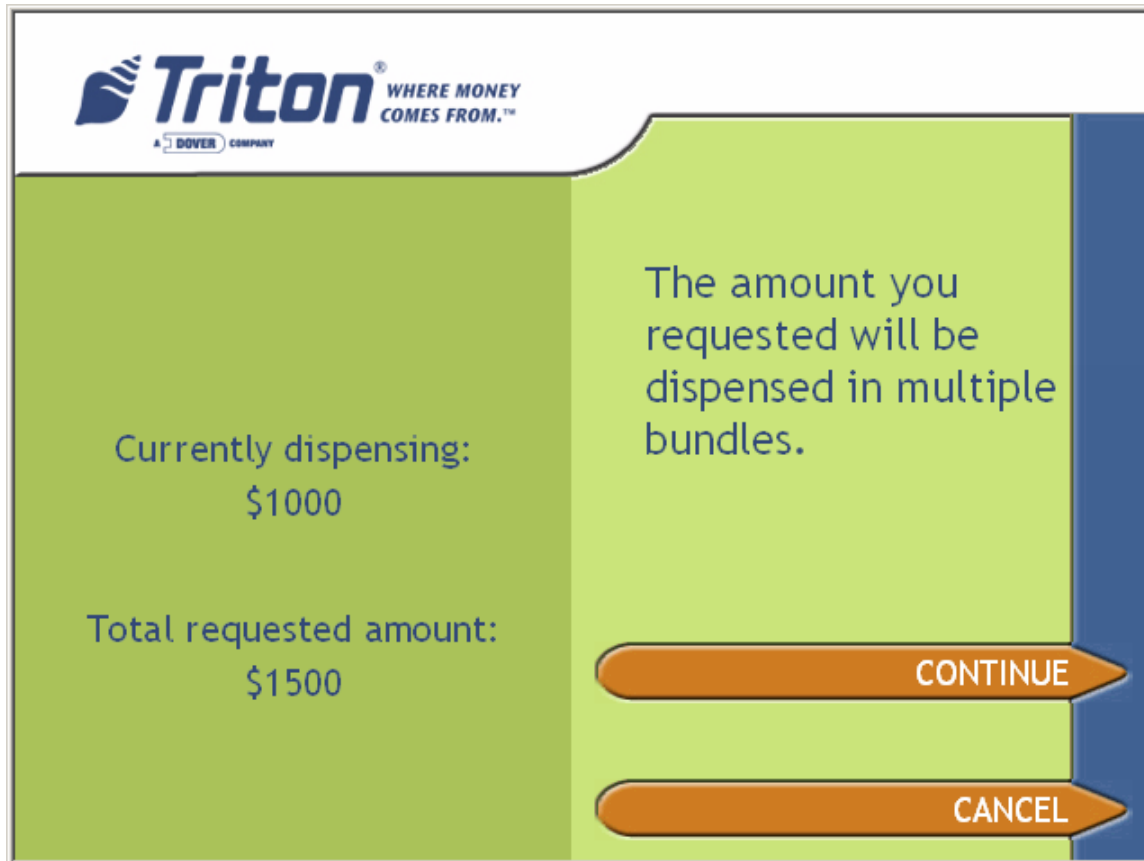 Triton® WHERE MONEY
COMES FROM.™
A DOVER COMPANY
The amount you
requested will be
dispensed in multiple
bundles.
Currently dispensing:
$1000
Total requested amount:
$1500
CONTINUE
CANCEL